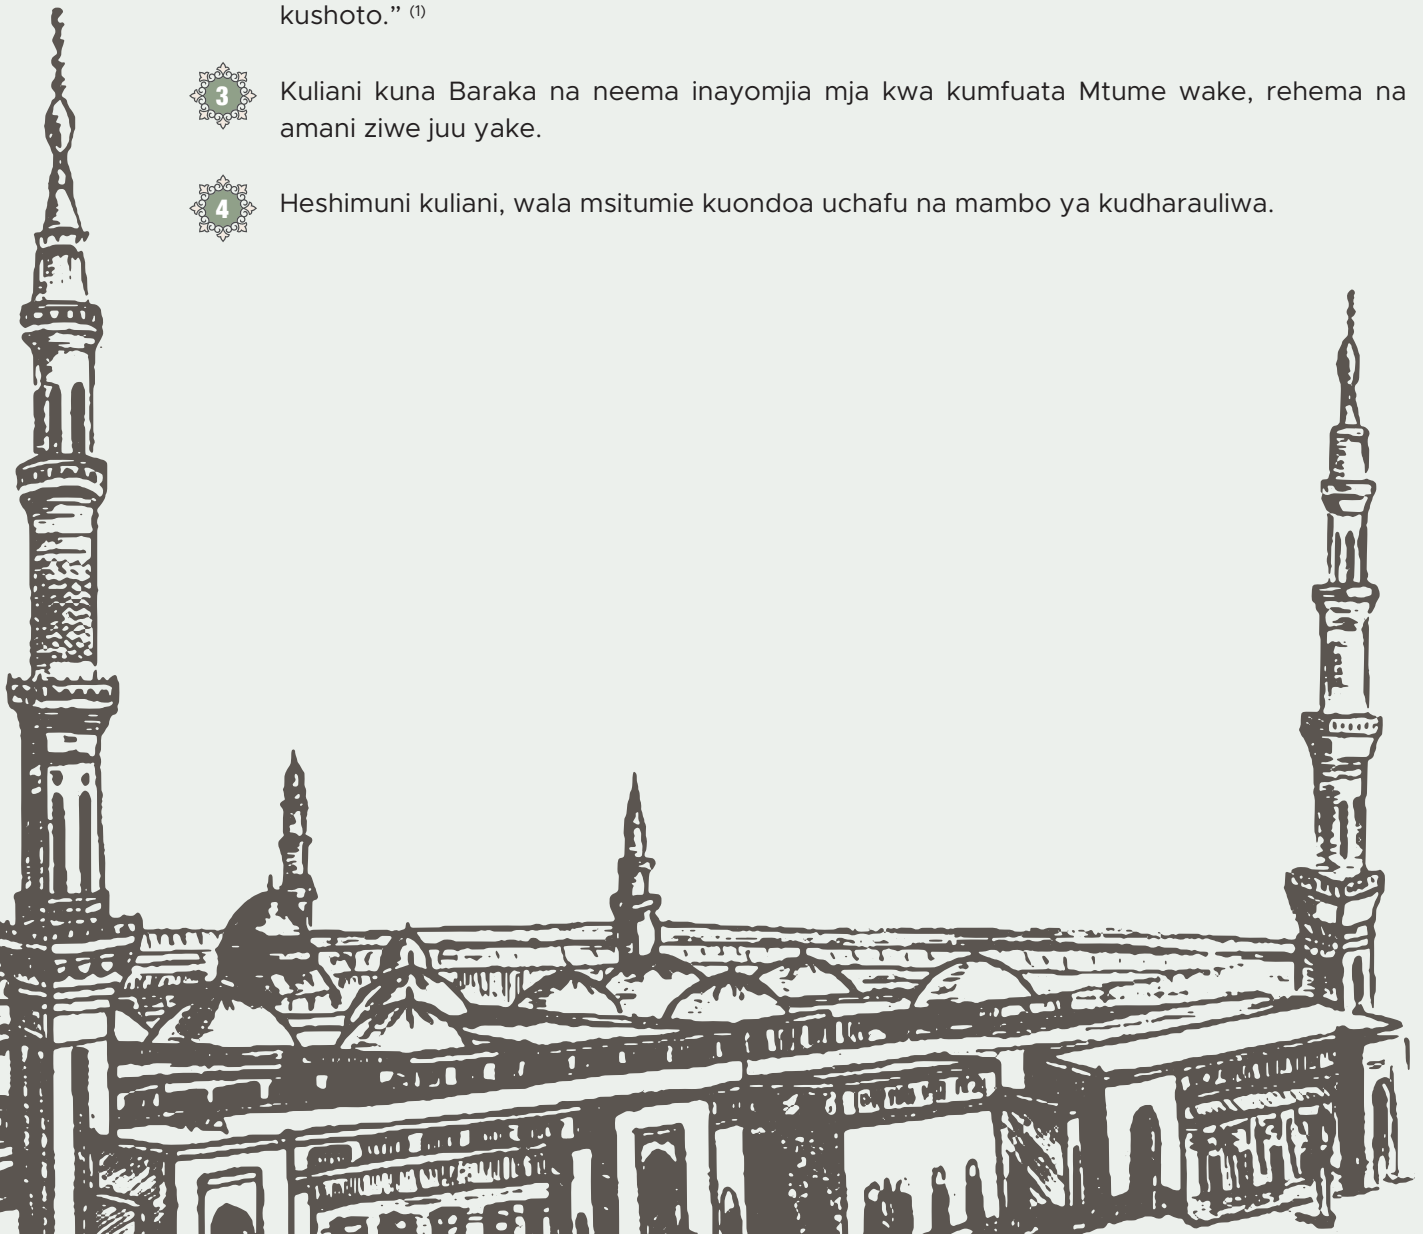 kushoto.” (1)
3 Kuliani kuna Baraka na neema inayomjia mja kwa kumfuata Mtume wake, rehema na
amani ziwe juu yake.
4 Heshimuni kuliani, wala msitumie kuondoa uchafu na mambo ya kudharauliwa.